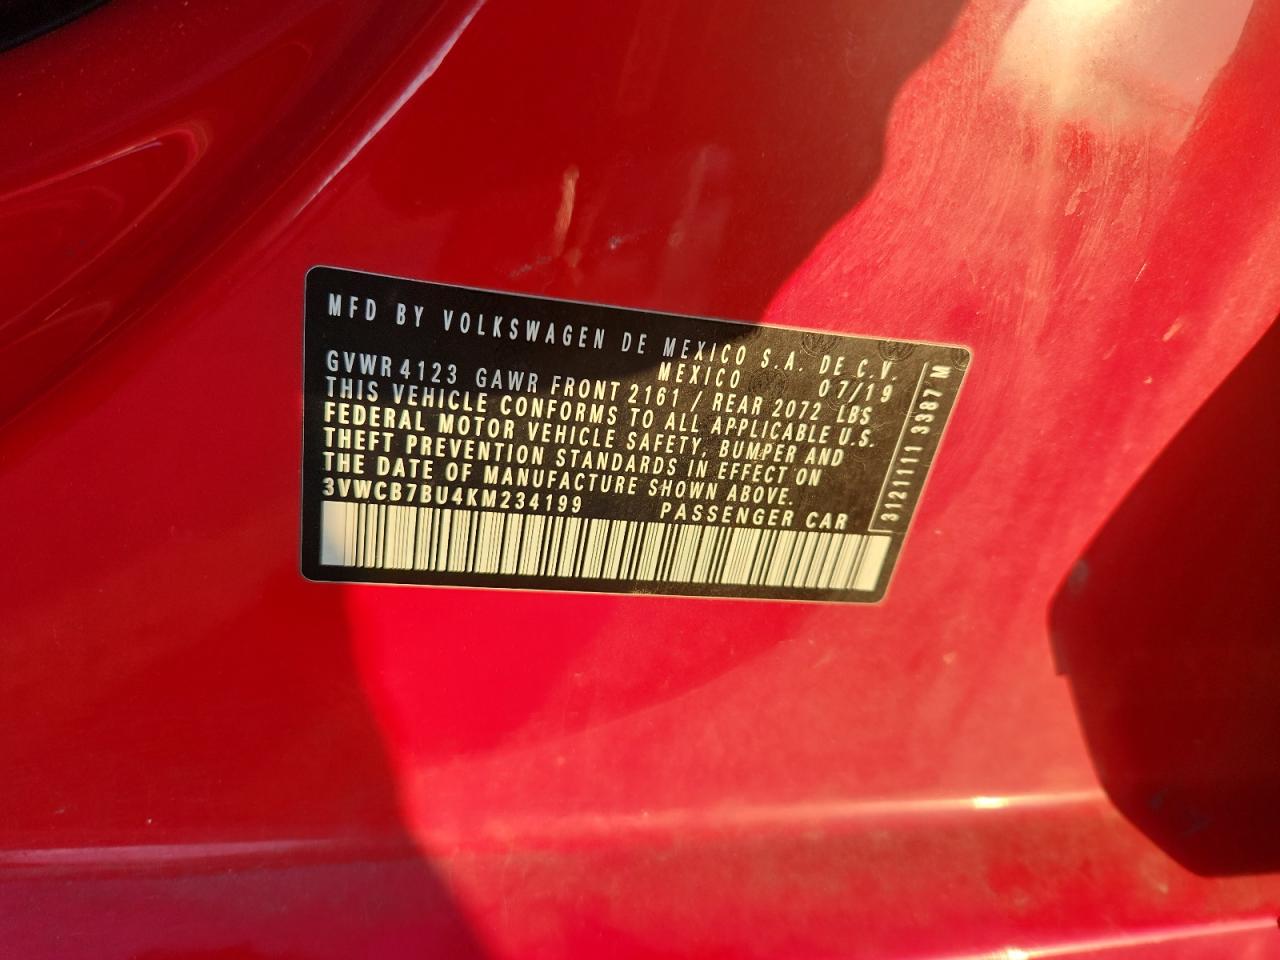 MFD BY VOLKSWAGEN DE MEXICO S.A. DE C.V.
MEXICO 07/19
GVWR 4123 GAWR FRONT 2161 / REAR 2072 LBS
THIS VEHICLE CONFORMS TO ALL APPLICABLE U.S.
FEDERAL MOTOR VEHICLE SAFETY, BUMPER AND
THEFT PREVENTION STANDARDS IN EFFECT ON
THE DATE OF MANUFACTURE SHOWN ABOVE.
3VWCB7BU4KM234199 PASSENGER CAR
3121111 3387 M